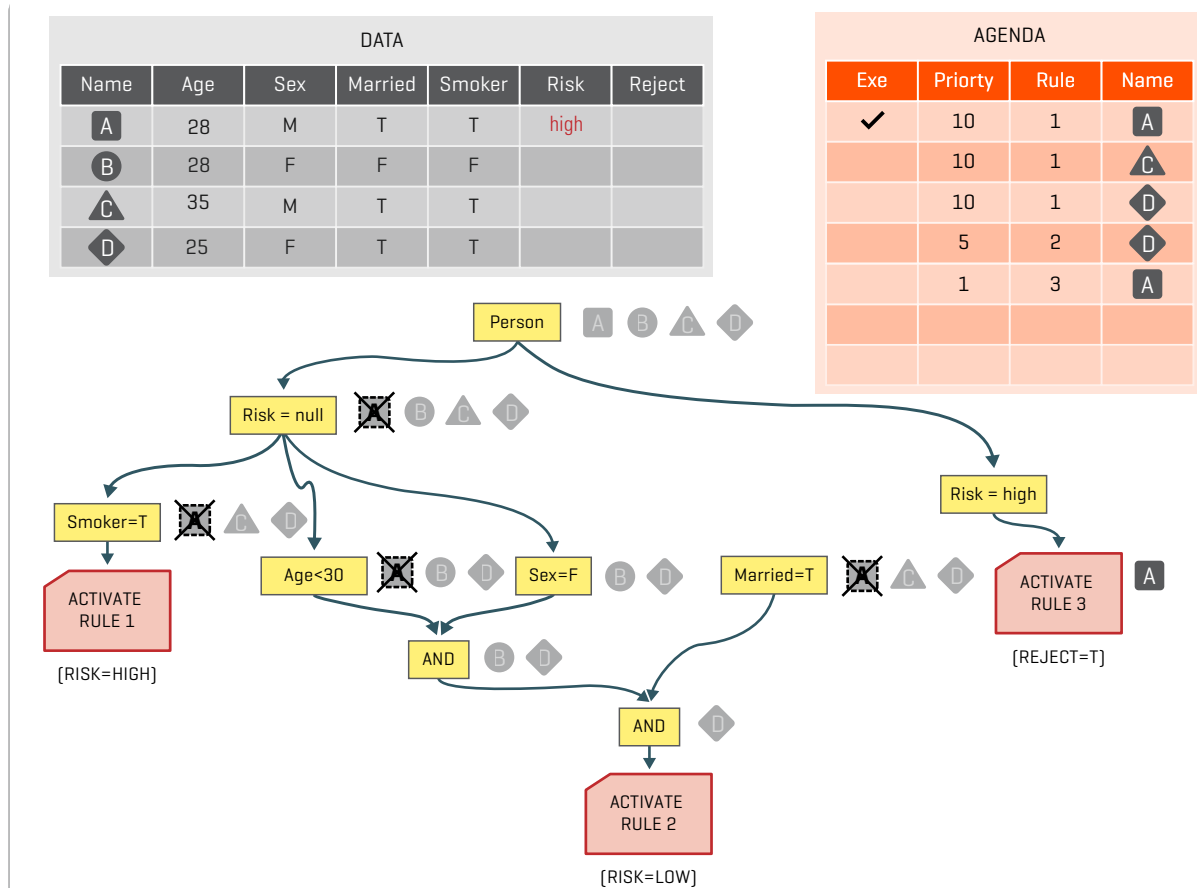 DATA
Name Age Sex Married Smoker Risk Reject
A 28 M T T high
B 28 F F F
C 35 M T T
D 25 F T T
AGENDA
Exe Priorty Rule Name
10 1 A
10 1 C
10 1 D
5 2 D
1 3 A
Person A B C D
Risk = null A B C D
Risk = high
Smoker=T A C D
Age<30 A B D
Sex=F B D
Married=T A C D
ACTIVATE
RULE 1
(RISK=HIGH)
ACTIVATE
RULE 3
A
(REJECT=T)
AND B D
AND D
ACTIVATE
RULE 2
(RISK=LOW)